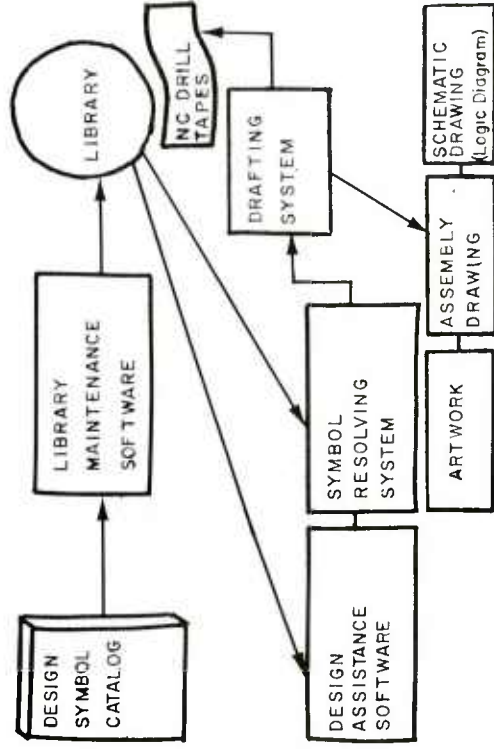 DESIGN
SYMBOL
CATALOG
LIBRARY
MAINTENANCE
SOFTWARE
LIBRARY
NC DRILL
TAPES
DESIGN
ASSISTANCE
SOFTWARE
SYMBOL
RESOLVING
SYSTEM
DRAFTING
SYSTEM
ARTWORK
ASSEMBLY
DRAWING
SCHEMATIC
DRAWING
(Logic Diagram)